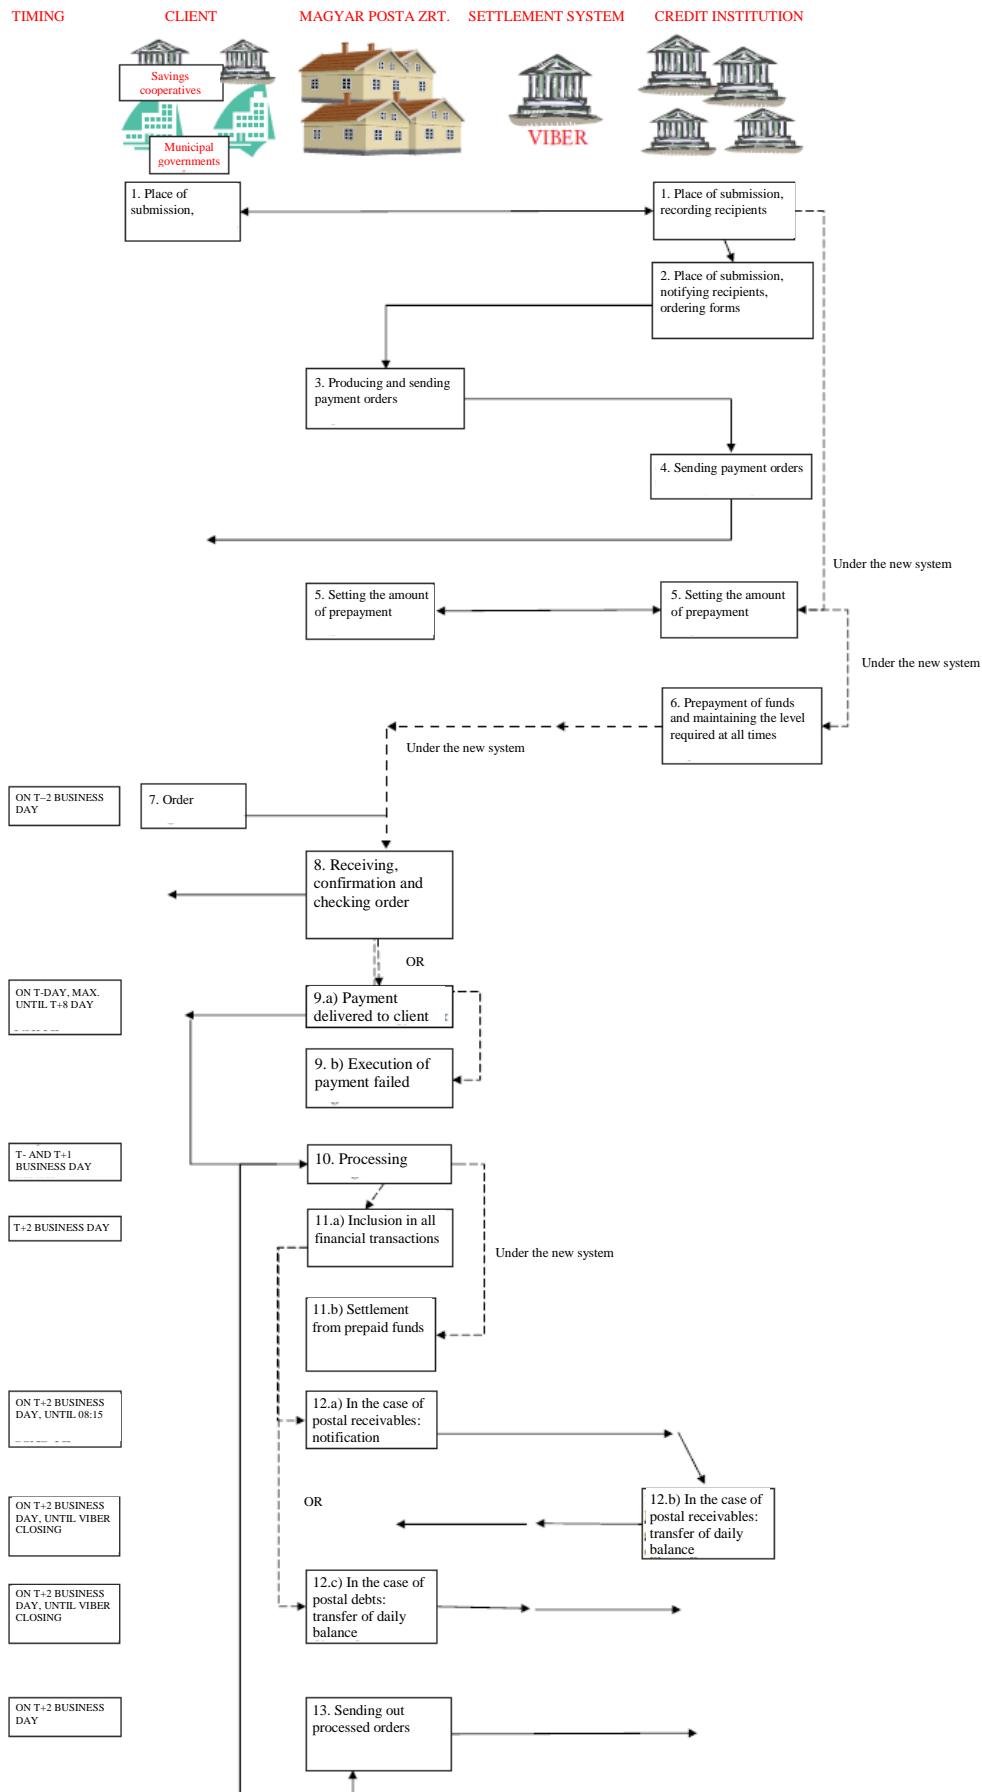 TIMING
CLIENT
MAGYAR POSTA ZRT.
SETTLEMENT SYSTEM
CREDIT INSTITUTION
Savings
cooperatives
Municipal
governments
VIBER
1. Place of
submission,
1. Place of submission,
recording recipients
2. Place of submission,
notifying recipients,
ordering forms
3. Producing and sending
payment orders
4. Sending payment orders
Under the new system
5. Setting the amount
of prepayment
5. Setting the amount
of prepayment
Under the new system
6. Prepayment of funds
and maintaining the level
required at all times
Under the new system
ON T–2 BUSINESS
DAY
7. Order
8. Receiving,
confirmation and
checking order
OR
ON T-DAY, MAX.
UNTIL T+8 DAY
9.a) Payment
delivered to client
9. b) Execution of
payment failed
T- AND T+1
BUSINESS DAY
10. Processing
T+2 BUSINESS DAY
11.a) Inclusion in all
financial transactions
Under the new system
11.b) Settlement
from prepaid funds
ON T+2 BUSINESS
DAY, UNTIL 08:15
12.a) In the case of
postal receivables:
notification
OR
ON T+2 BUSINESS
DAY, UNTIL VIBER
CLOSING
12.b) In the case of
postal receivables:
transfer of daily
balance
ON T+2 BUSINESS
DAY, UNTIL VIBER
CLOSING
12.c) In the case of
postal debts:
transfer of daily
balance
ON T+2 BUSINESS
DAY
13. Sending out
processed orders